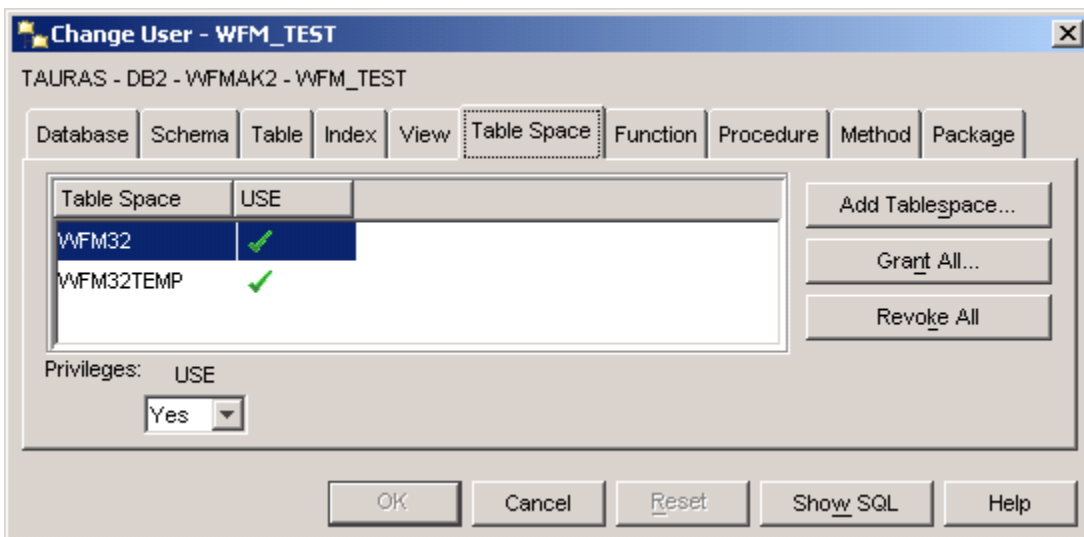 Change User - WFM_TEST
TAURAS - DB2 - WFMAK2 - WFM_TEST
Database Schema Table Index View Table Space Function Procedure Method Package
Table Space USE
WFM32
WFM32TEMP
Add Tablespace...
Grant All...
Revoke All
Privileges: USE
Yes
OK Cancel Reset Show SQL Help